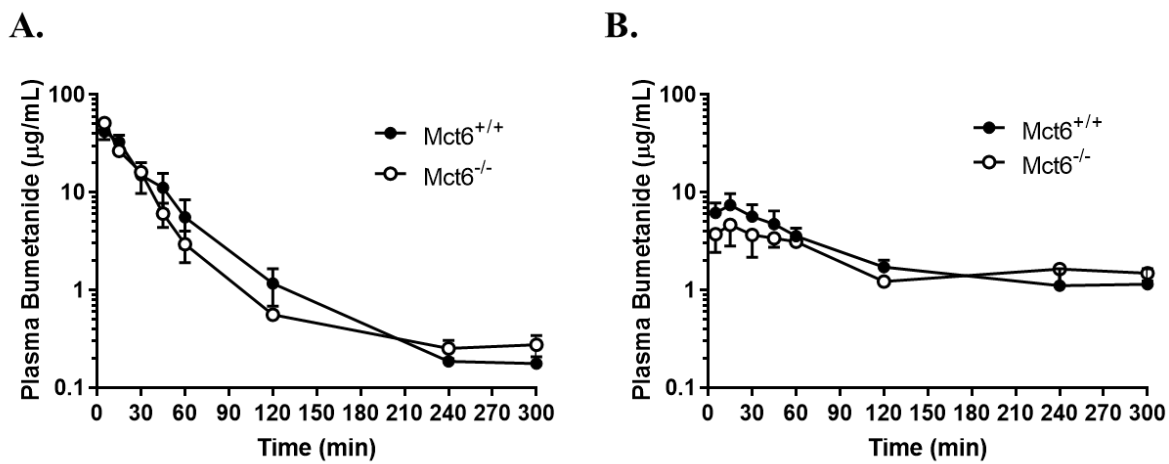 A.
Plasma Bumetanide (μg/mL)
100
10
1
0.1
Mct6+/+
Mct6-/-
0 30 60 90 120 150 180 210 240 270 300
Time (min)
B.
Plasma Bumetanide (μg/mL)
100
10
1
0.1
Mct6+/+
Mct6-/-
0 30 60 90 120 150 180 210 240 270 300
Time (min)